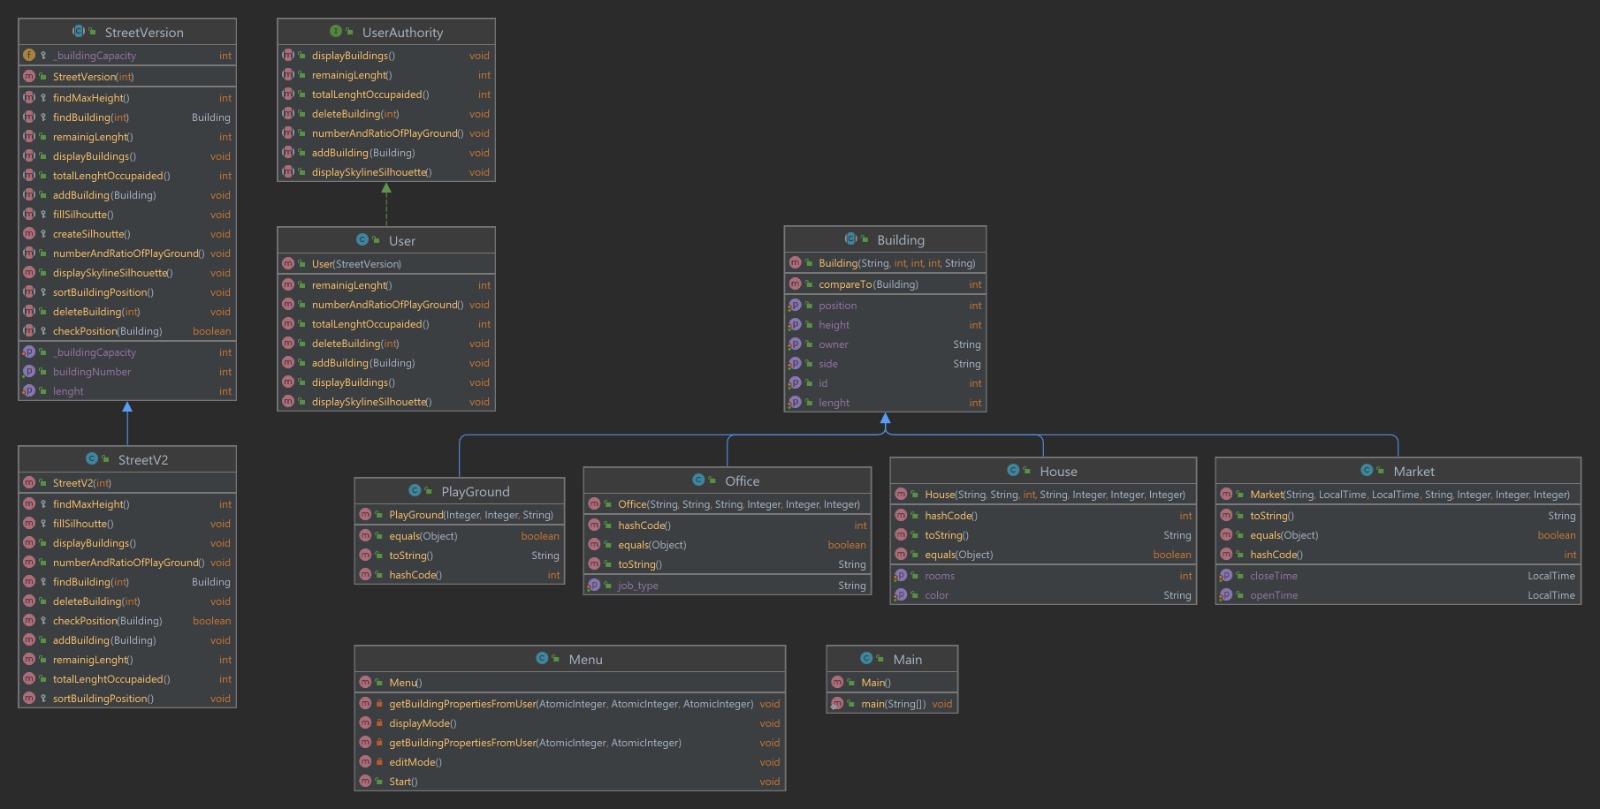 StreetVersion
_buildingCapacity int
StreetVersion(int)
findMaxHeight() int
findBuilding(int) Building
remainigLenght() int
displayBuildings() void
totalLenghtOccupaided() int
addBuilding(Building) void
fillSilhoutte() void
createSilhoutte() void
numberAndRatioOfPlayGround() void
displaySkylineSilhouette() void
sortBuildingPosition() void
deleteBuilding(int) void
checkPosition(Building) boolean
_buildingCapacity int
buildingNumber int
lenght int
StreetV2
StreetV2(int)
findMaxHeight() int
fillSilhoutte() void
displayBuildings() void
numberAndRatioOfPlayGround() void
findBuilding(int) Building
deleteBuilding(int) void
checkPosition(Building) boolean
addBuilding(Building) void
remainigLenght() int
totalLenghtOccupaided() int
sortBuildingPosition() void
UserAuthority
displayBuildings() void
remainigLenght() int
totalLenghtOccupaided() int
deleteBuilding(int) void
numberAndRatioOfPlayGround() void
addBuilding(Building) void
displaySkylineSilhouette() void
User
User(StreetVersion)
remainigLenght() int
numberAndRatioOfPlayGround() void
totalLenghtOccupaided() int
deleteBuilding(int) void
addBuilding(Building) void
displayBuildings() void
displaySkylineSilhouette() void
Building
Building(String, int, int, int, String)
compareTo(Building) int
position int
height int
owner String
side String
id int
lenght int
PlayGround
PlayGround(Integer, Integer, String)
equals(Object) boolean
toString() String
hashCode() int
Office
Office(String, String, String, Integer, Integer, Integer)
hashCode() int
equals(Object) boolean
toString() String
job_type String
House
House(String, String, int, String, Integer, Integer, Integer)
hashCode() int
toString() String
equals(Object) boolean
rooms int
color String
Market
Market(String, LocalTime, LocalTime, String, Integer, Integer, Integer)
toString() String
equals(Object) boolean
hashCode() int
closeTime LocalTime
openTime LocalTime
Menu
Menu()
getBuildingPropertiesFromUser(AtomicInteger, AtomicInteger, AtomicInteger) void
displayMode() void
getBuildingPropertiesFromUser(AtomicInteger, AtomicInteger) void
editMode() void
Start() void
Main
Main()
main(String[]) void